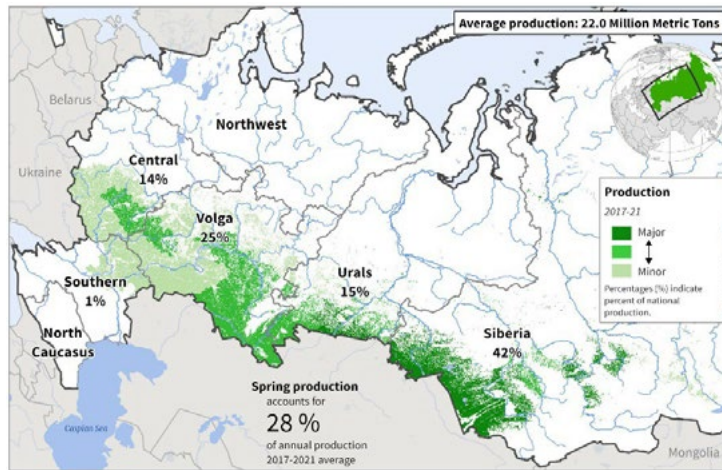 Average production: 22.0 Million Metric Tons
Belarus
Northwest
Ukraine
Central
14%
Volga
25%
Production
2017-21
Major
Minor
Percentages (%) indicate
percent of national
production.
Urals
15%
Southern
1%
Siberia
42%
North
Caucasus
Spring production
accounts for
28 %
of annual production
2017-2021 average
Caspian Sea
Mongolia